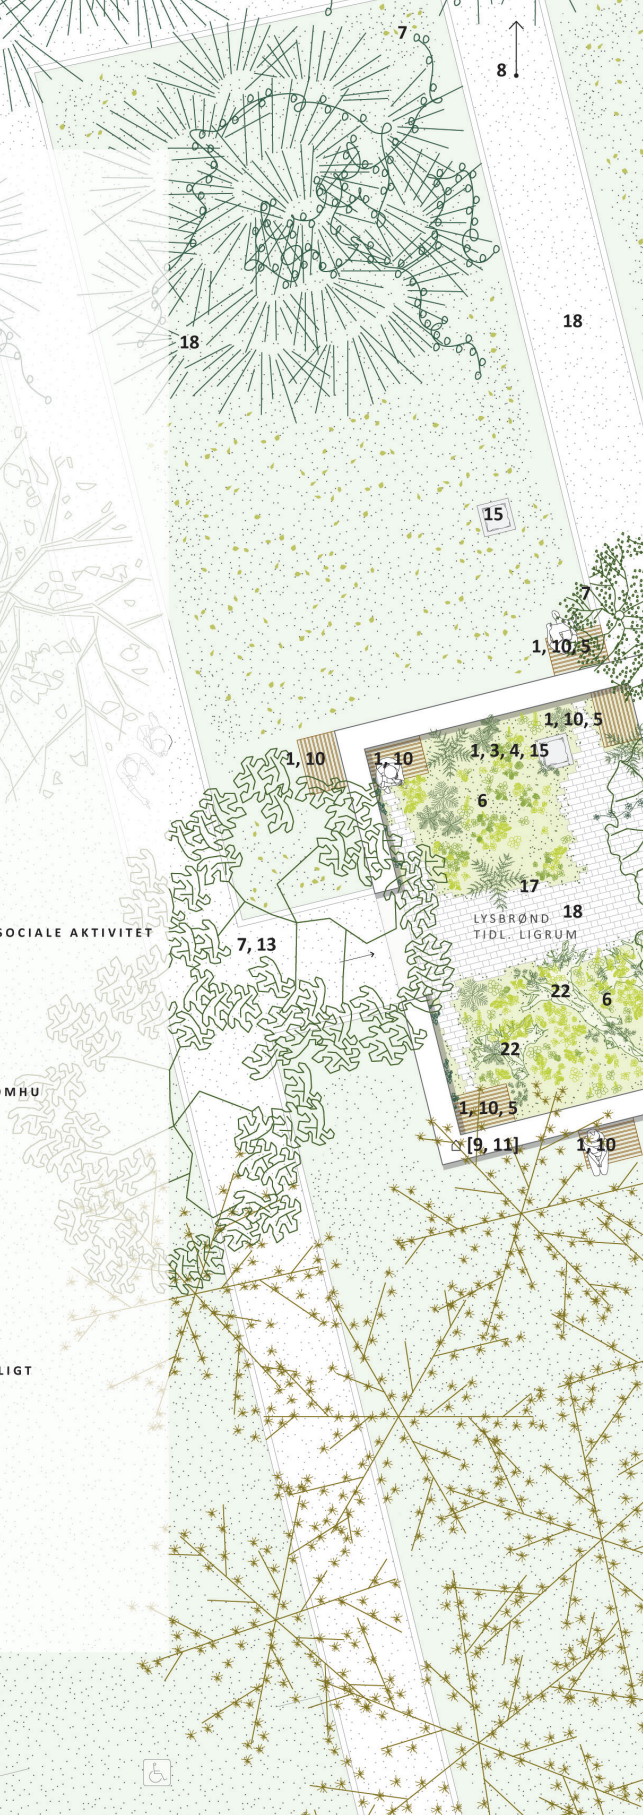 7
8
18
18
15
7
1, 10, 5
1, 10, 5
1, 10
1, 10
1, 3, 4, 15
6
17
LYSBRØND
TIDL. LIGRUM
18
SOCIALE AKTIVITET
7, 13
22
6
22
OMHU
1, 10, 5
[9, 11]
1, 10
LIGT